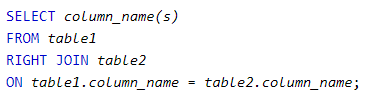 SELECT column_name(s)
FROM table1
RIGHT JOIN table2
ON table1.column_name = table2.column_name;